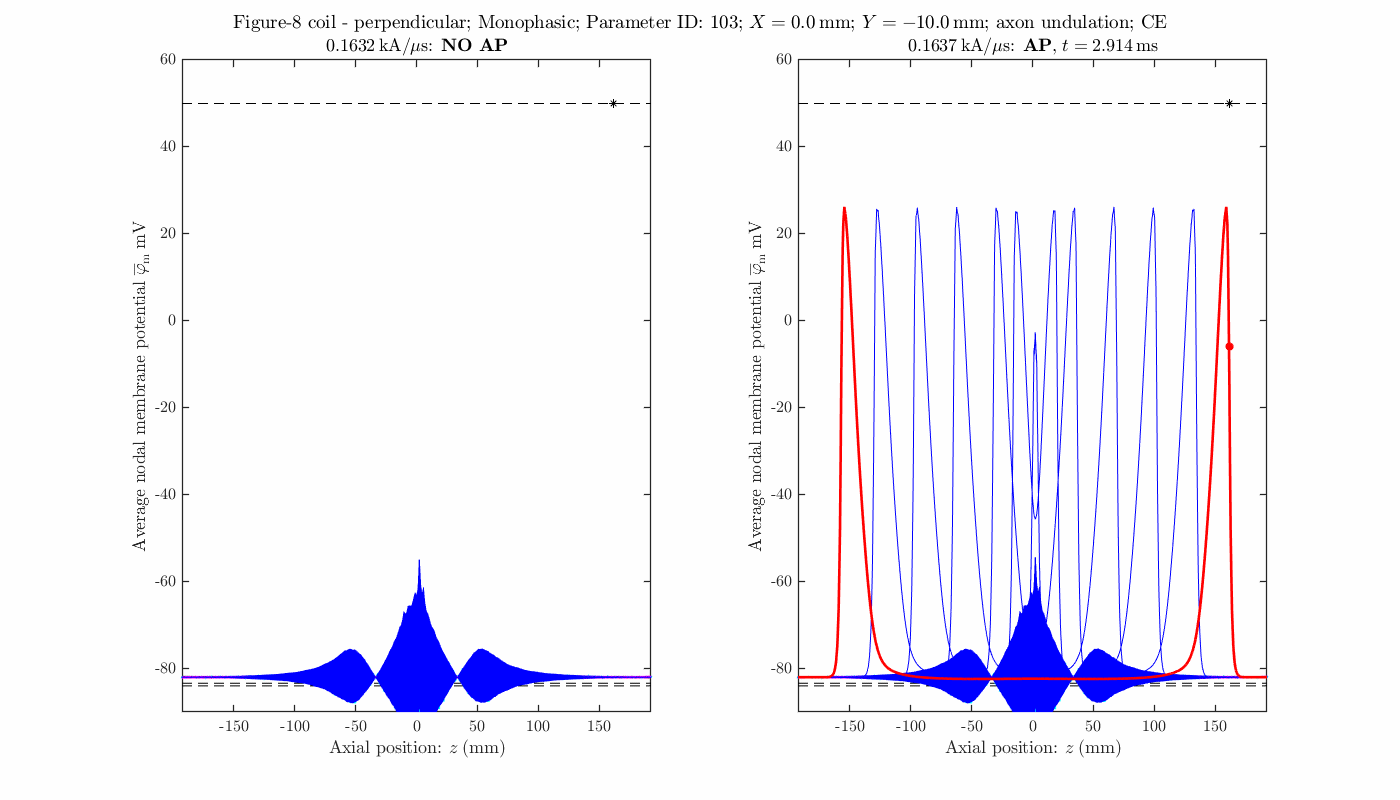 Figure-8 coil - perpendicular; Monophasic; Parameter ID: 103; X = 0.0 mm; Y = −10.0 mm; axon undulation; CE
0.1632 kA/μs: NO AP
60
40
20
0
-20
-40
-60
-80
-150 -100 -50 0 50 100 150
Axial position: z (mm)
Average nodal membrane potential φ̅m mV
0.1637 kA/μs: AP, t = 2.914 ms
60
40
20
0
-20
-40
-60
-80
-150 -100 -50 0 50 100 150
Axial position: z (mm)
Average nodal membrane potential φ̅m mV